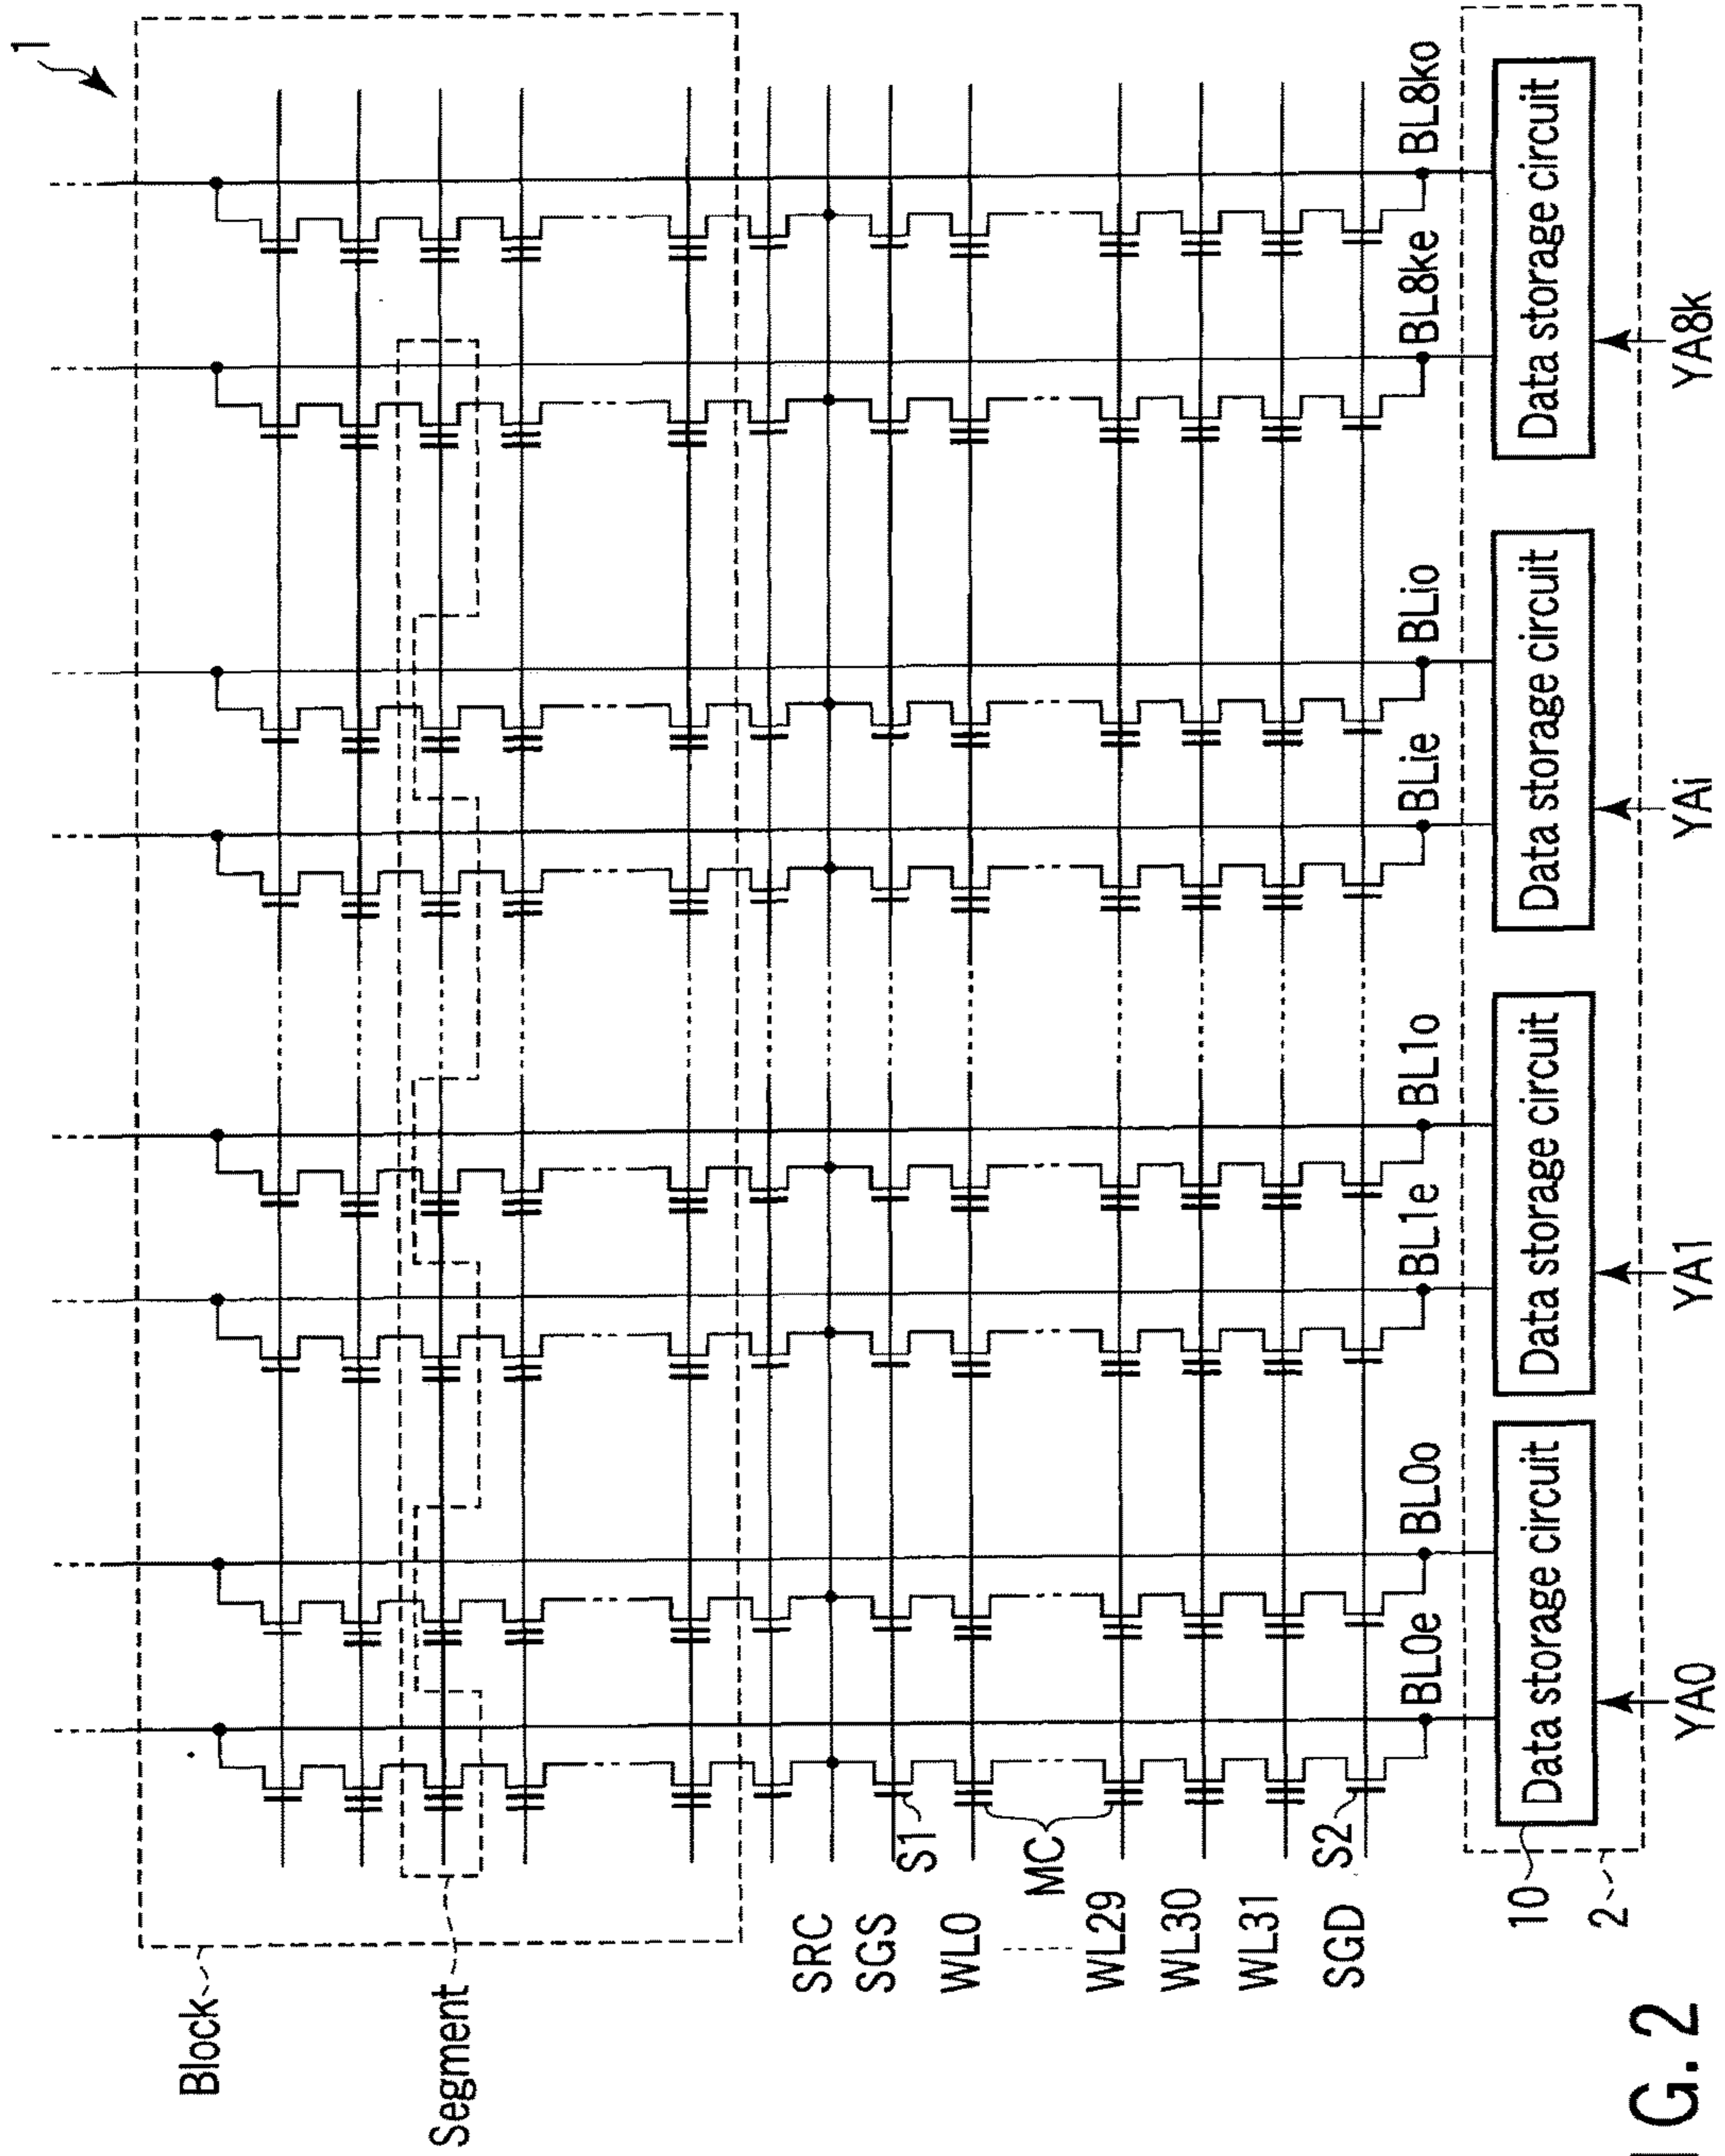 1
Block
Segment
SRC
SGS
S1
WL0
MC
WL29
WL30
WL31
S2
SGD
BL0e
BL0o
BL1e
BL1o
BLie
BLio
BL8ke
BL8ko
10
Data storage circuit
Data storage circuit
Data storage circuit
Data storage circuit
2
YA0
YA1
YAi
YA8k
G. 2